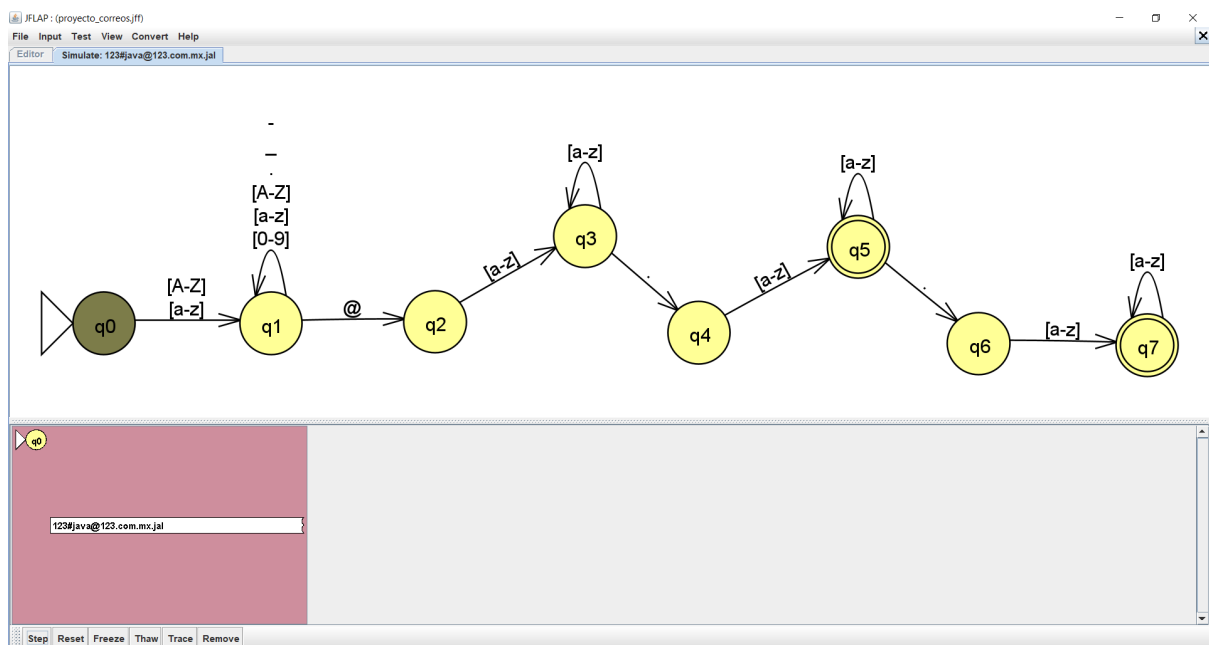 JFLAP : (proyecto_correos.jff)
File Input Test View Convert Help
Editor Simulate: 123#java@123.com.mx.jal
-
_
.
[A-Z]
[a-z]
[0-9]
[A-Z]
[a-z]
q0
q1
@
q2
[a-z]
[a-z]
q3
.
q4
[a-z]
[a-z]
q5
.
q6
[a-z]
[a-z]
q7
q0
123#java@123.com.mx.jal
Step Reset Freeze Thaw Trace Remove